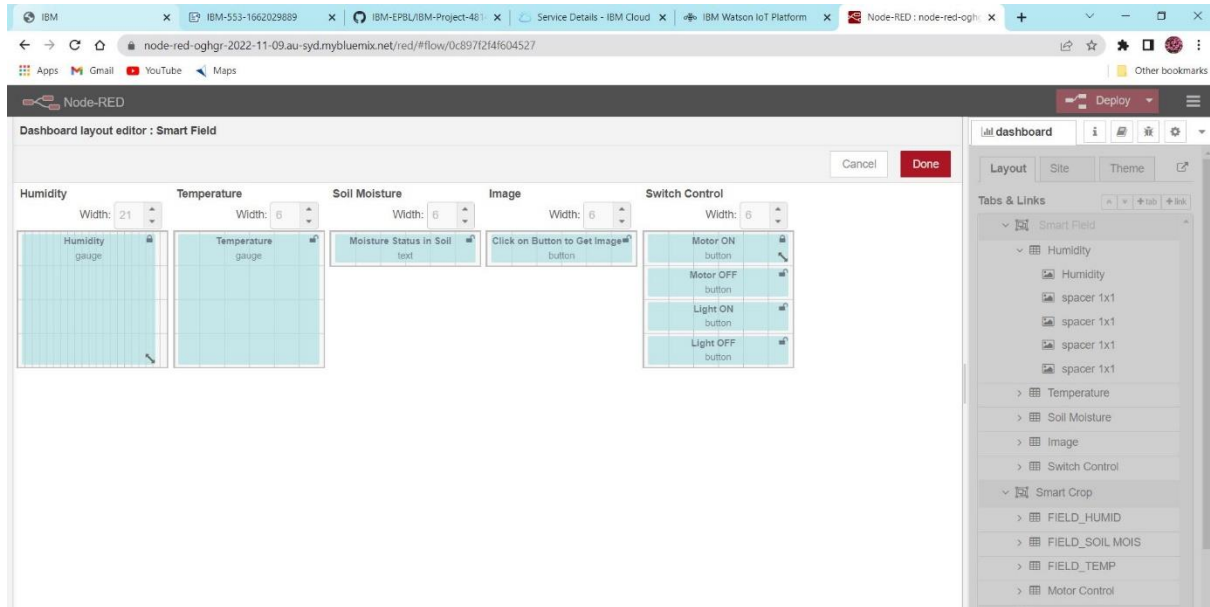 IBM
IBM-553-1662029889
IBM-EPBL/IBM-Project-481
Service Details - IBM Cloud
IBM Watson IoT Platform
Node-RED : node-red-oghg
node-red-oghgr-2022-11-09.au-syd.mybluemix.net/red/#flow/0c897f2f4f604527
Apps
Gmail
YouTube
Maps
Other bookmarks
Node-RED
Deploy
Dashboard layout editor : Smart Field
dashboard
Cancel
Done
Layout
Site
Theme
Humidity
Temperature
Soil Moisture
Image
Switch Control
Width: 21
Width: 6
Width: 6
Width: 6
Width: 6
Humidity
gauge
Temperature
gauge
Moisture Status in Soil
text
Click on Button to Get Image
button
Motor ON
button
Motor OFF
button
Light ON
button
Light OFF
button
Tabs & Links
+ tab
+ link
Smart Field
Humidity
Humidity
spacer 1x1
spacer 1x1
spacer 1x1
spacer 1x1
Temperature
Soil Moisture
Image
Switch Control
Smart Crop
FIELD_HUMID
FIELD_SOIL MOIS
FIELD_TEMP
Motor Control